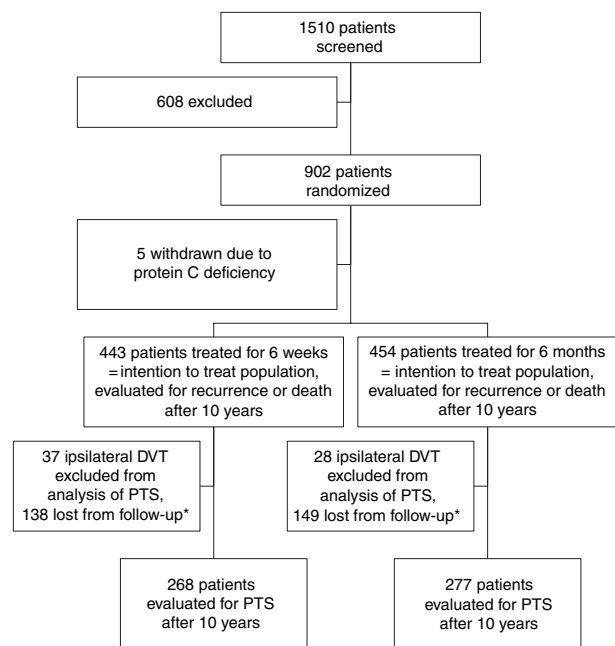 1510 patients
screened
608 excluded
902 patients
randomized
5 withdrawn due to
protein C deficiency
443 patients treated for 6 weeks
= intention to treat population,
evaluated for recurrence or death
after 10 years
454 patients treated for 6 months
= intention to treat population,
evaluated for recurrence or death
after 10 years
37 ipsilateral DVT
excluded from
analysis of PTS,
138 lost from follow-up*
28 ipsilateral DVT
excluded from
analysis of PTS,
149 lost from follow-up*
268 patients
evaluated for PTS
after 10 years
277 patients
evaluated for PTS
after 10 years